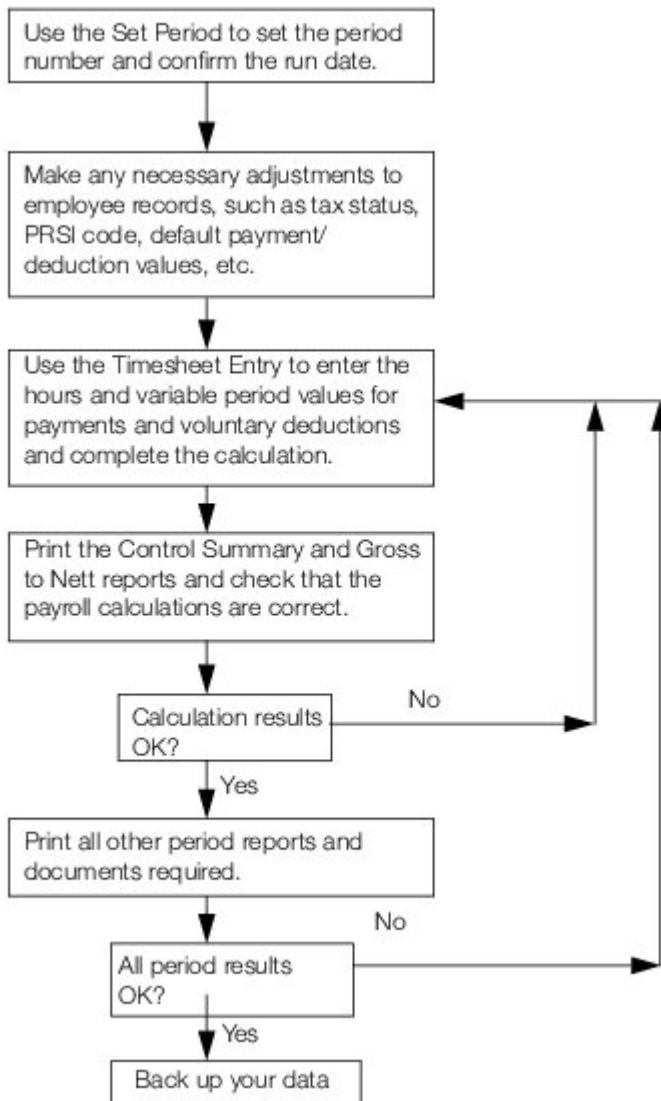 Use the Set Period to set the period
number and confirm the run date.
Make any necessary adjustments to
employee records, such as tax status,
PRSI code, default payment/
deduction values, etc.
Use the Timesheet Entry to enter the
hours and variable period values for
payments and voluntary deductions
and complete the calculation.
Print the Control Summary and Gross
to Nett reports and check that the
payroll calculations are correct.
Calculation results
OK?
No
Yes
Print all other period reports and
documents required.
All period results
OK?
No
Yes
Back up your data